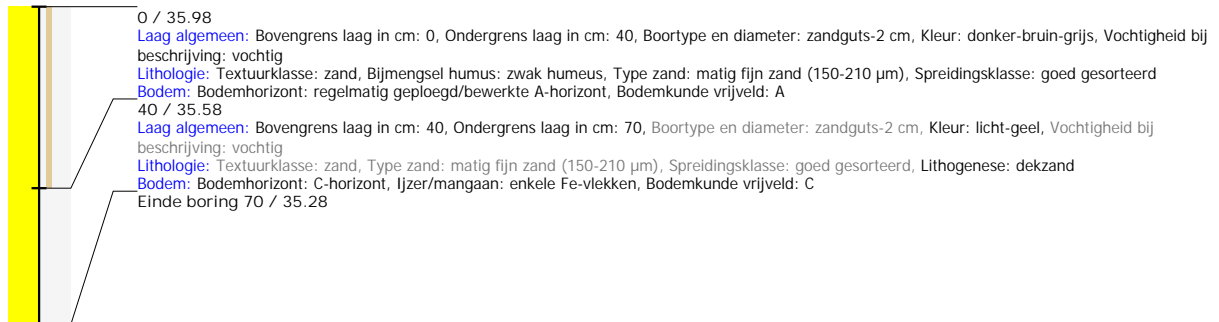 0 / 35.98
Laag algemeen: Bovengrens laag in cm: 0, Ondergrens laag in cm: 40, Boortype en diameter: zandguts-2 cm, Kleur: donker-bruin-grijs, Vochtigheid bij
beschrijving: vochtig
Lithologie: Textuurklasse: zand, Bijmengsel humus: zwak humeus, Type zand: matig fijn zand (150-210 µm), Spreidingsklasse: goed gesorteerd
Bodem: Bodemhorizont: regelmatig geploegd/bewerkte A-horizont, Bodemkunde vrijveld: A
40 / 35.58
Laag algemeen: Bovengrens laag in cm: 40, Ondergrens laag in cm: 70, Boortype en diameter: zandguts-2 cm, Kleur: licht-geel, Vochtigheid bij
beschrijving: vochtig
Lithologie: Textuurklasse: zand, Type zand: matig fijn zand (150-210 µm), Spreidingsklasse: goed gesorteerd, Lithogenese: dekzand
Bodem: Bodemhorizont: C-horizont, Ijzer/mangaan: enkele Fe-vlekken, Bodemkunde vrijveld: C
Einde boring 70 / 35.28